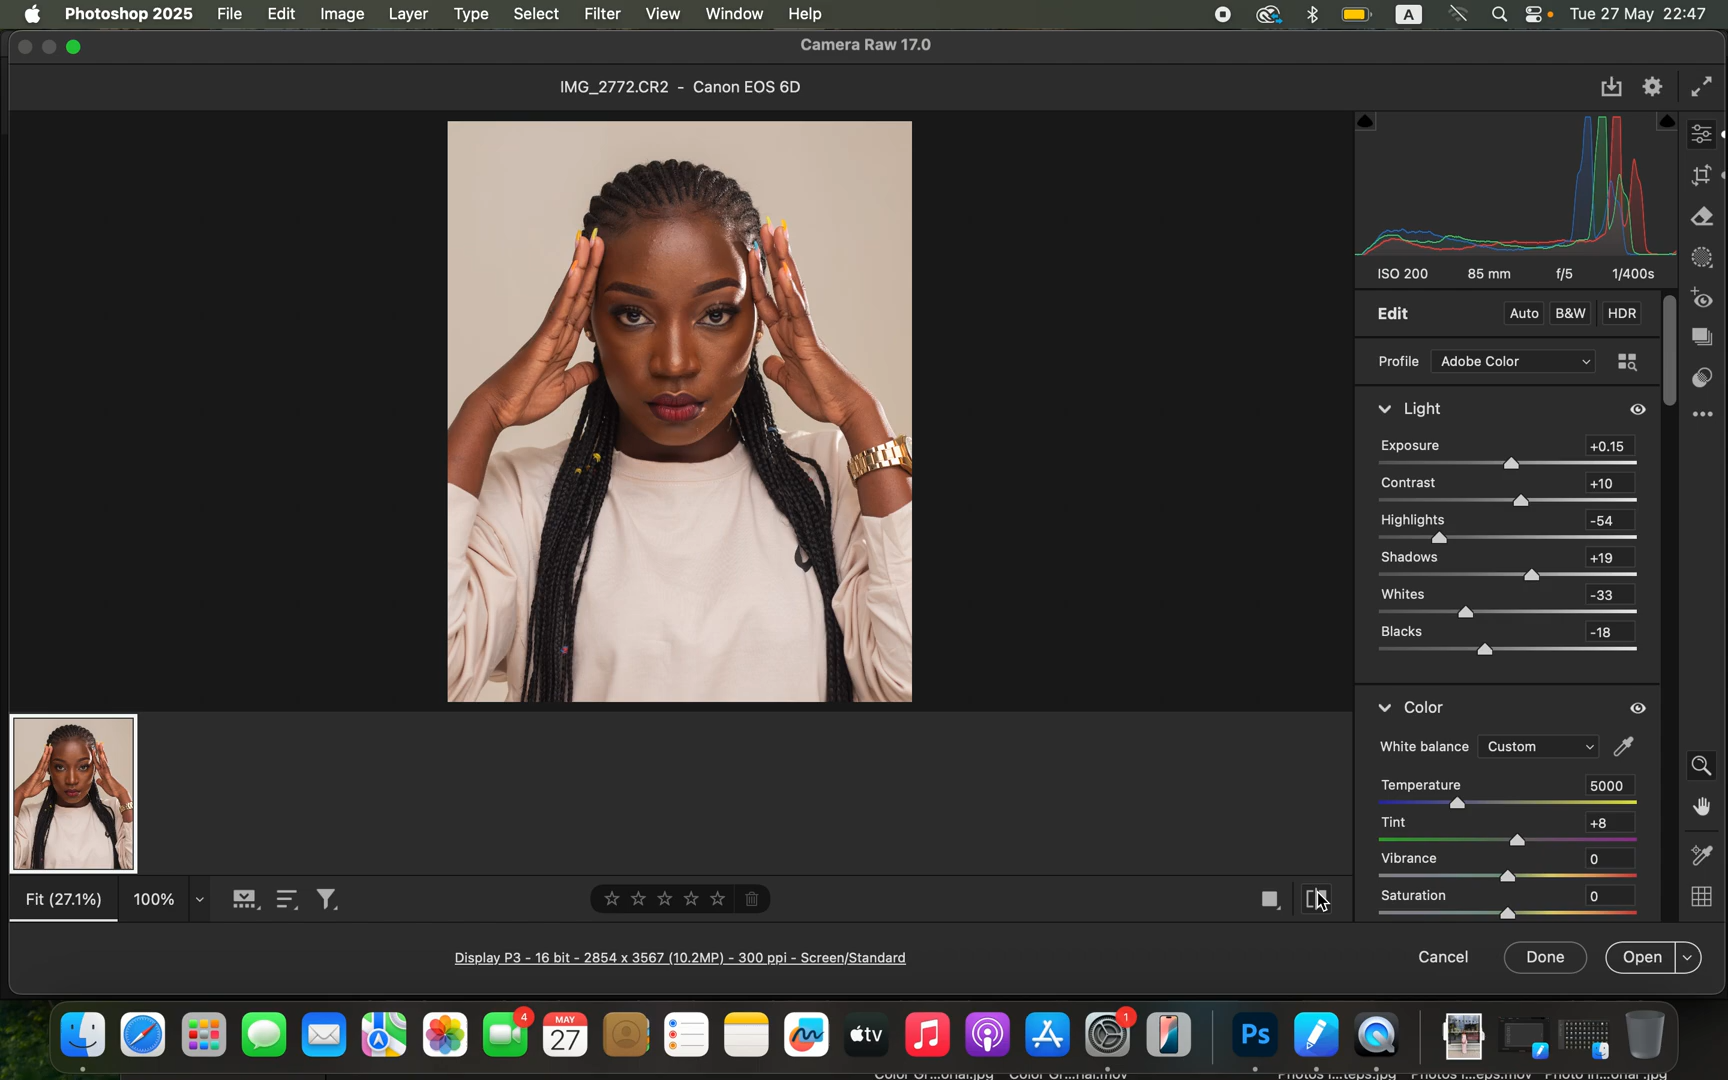 Photoshop 2025 File Edit Image Layer Type Select Filter View Window Help A Tue 27 May 22:47
Camera Raw 17.0
IMG_2772.CR2 - Canon EOS 6D
ISO 200 85 mm f/5 1/400s
Edit Auto B&W HDR
Profile Adobe Color
Light
Exposure +0.15
Contrast +10
Highlights -54
Shadows +19
Whites -33
Blacks -18
Color
White balance Custom
Temperature 5000
Tint +8
Vibrance 0
Saturation 0
Fit (27.1%) 100%
Display P3 - 16 bit - 2854 x 3567 (10.2MP) - 300 ppi - Screen/Standard
Cancel Done Open
4 MAY 27 tv 1 Ps